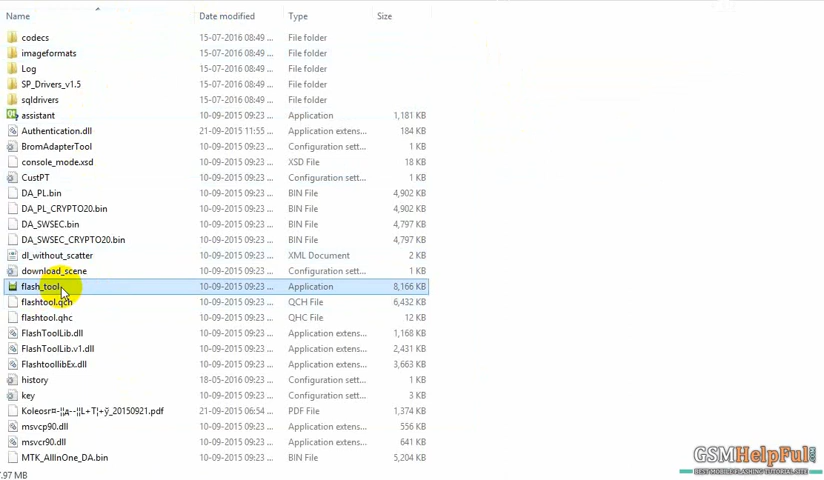 Name Date modified Type Size
codecs 15-07-2016 08:49 ... File folder
imageformats 15-07-2016 08:49 ... File folder
Log 15-07-2016 08:49 ... File folder
SP_Drivers_v1.5 15-07-2016 08:49 ... File folder
sqldrivers 15-07-2016 08:49 ... File folder
assistant 10-09-2015 09:23 ... Application 1,181 KB
Authentication.dll 21-09-2015 11:55 ... Application extens... 184 KB
BromAdapterTool 10-09-2015 09:23 ... Configuration sett... 1 KB
console_mode.xsd 10-09-2015 09:23 ... XSD File 18 KB
CustPT 10-09-2015 09:23 ... Configuration sett... 1 KB
DA_PL.bin 10-09-2015 09:23 ... BIN File 4,902 KB
DA_PL_CRYPTO20.bin 10-09-2015 09:23 ... BIN File 4,902 KB
DA_SWSEC.bin 10-09-2015 09:23 ... BIN File 4,797 KB
DA_SWSEC_CRYPTO20.bin 10-09-2015 09:23 ... BIN File 4,797 KB
dl_without_scatter 10-09-2015 09:23 ... XML Document 2 KB
download_scene 10-09-2015 09:23 ... Configuration sett... 1 KB
flash_tool 10-09-2015 09:23 ... Application 8,166 KB
flashtool.qch 10-09-2015 09:23 ... QCH File 6,432 KB
flashtool.qhc 10-09-2015 09:23 ... QHC File 12 KB
FlashToolLib.dll 10-09-2015 09:23 ... Application extens... 1,168 KB
FlashToolLib.v1.dll 10-09-2015 09:23 ... Application extens... 2,431 KB
FlashtoollibEx.dll 10-09-2015 09:23 ... Application extens... 3,663 KB
history 18-05-2016 09:23 ... Configuration sett... 1 KB
key 10-09-2015 09:23 ... Configuration sett... 3 KB
21-09-2015 06:54 ... PDF File 1,374 KB
msvcp90.dll 10-09-2015 09:23 ... Application extens... 556 KB
msvcr90.dll 10-09-2015 09:23 ... Application extens... 641 KB
MTK_AllInOne_DA.bin 10-09-2015 09:23 ... BIN File 5,204 KB
GSMHelpFul.com
BEST MOBILE FLASHING TUTORIAL SITE
7.97 MB